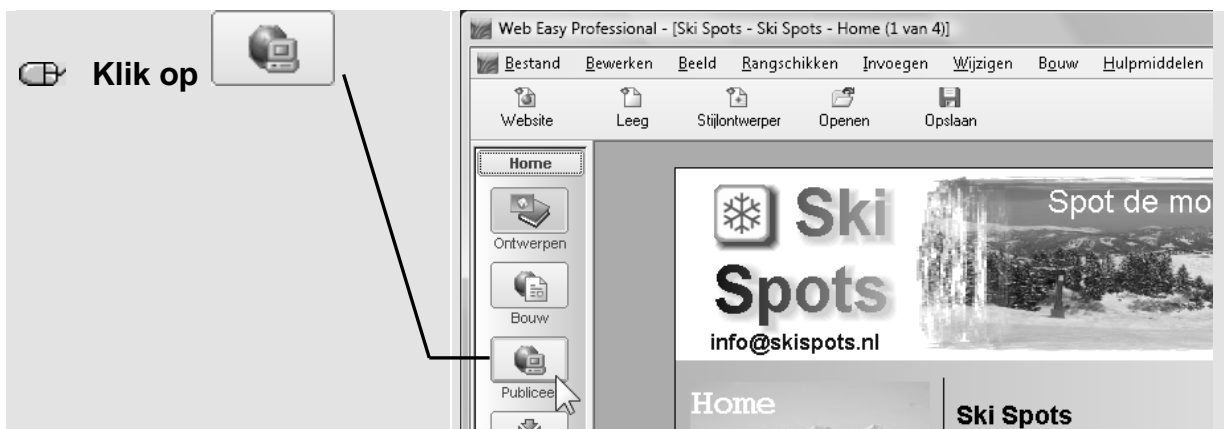 Klik op
Web Easy Professional - [Ski Spots - Ski Spots - Home (1 van 4)]
Bestand Bewerken Beeld Rangschikken Invoegen Wijzigen Bouw Hulpmiddelen
Website Leeg Stijlontwerper Openen Opslaan
Home
Ontwerpen
Bouw
Publicee
Ski
Spots
info@skispots.nl
Spot de mo
Home
Ski Spots